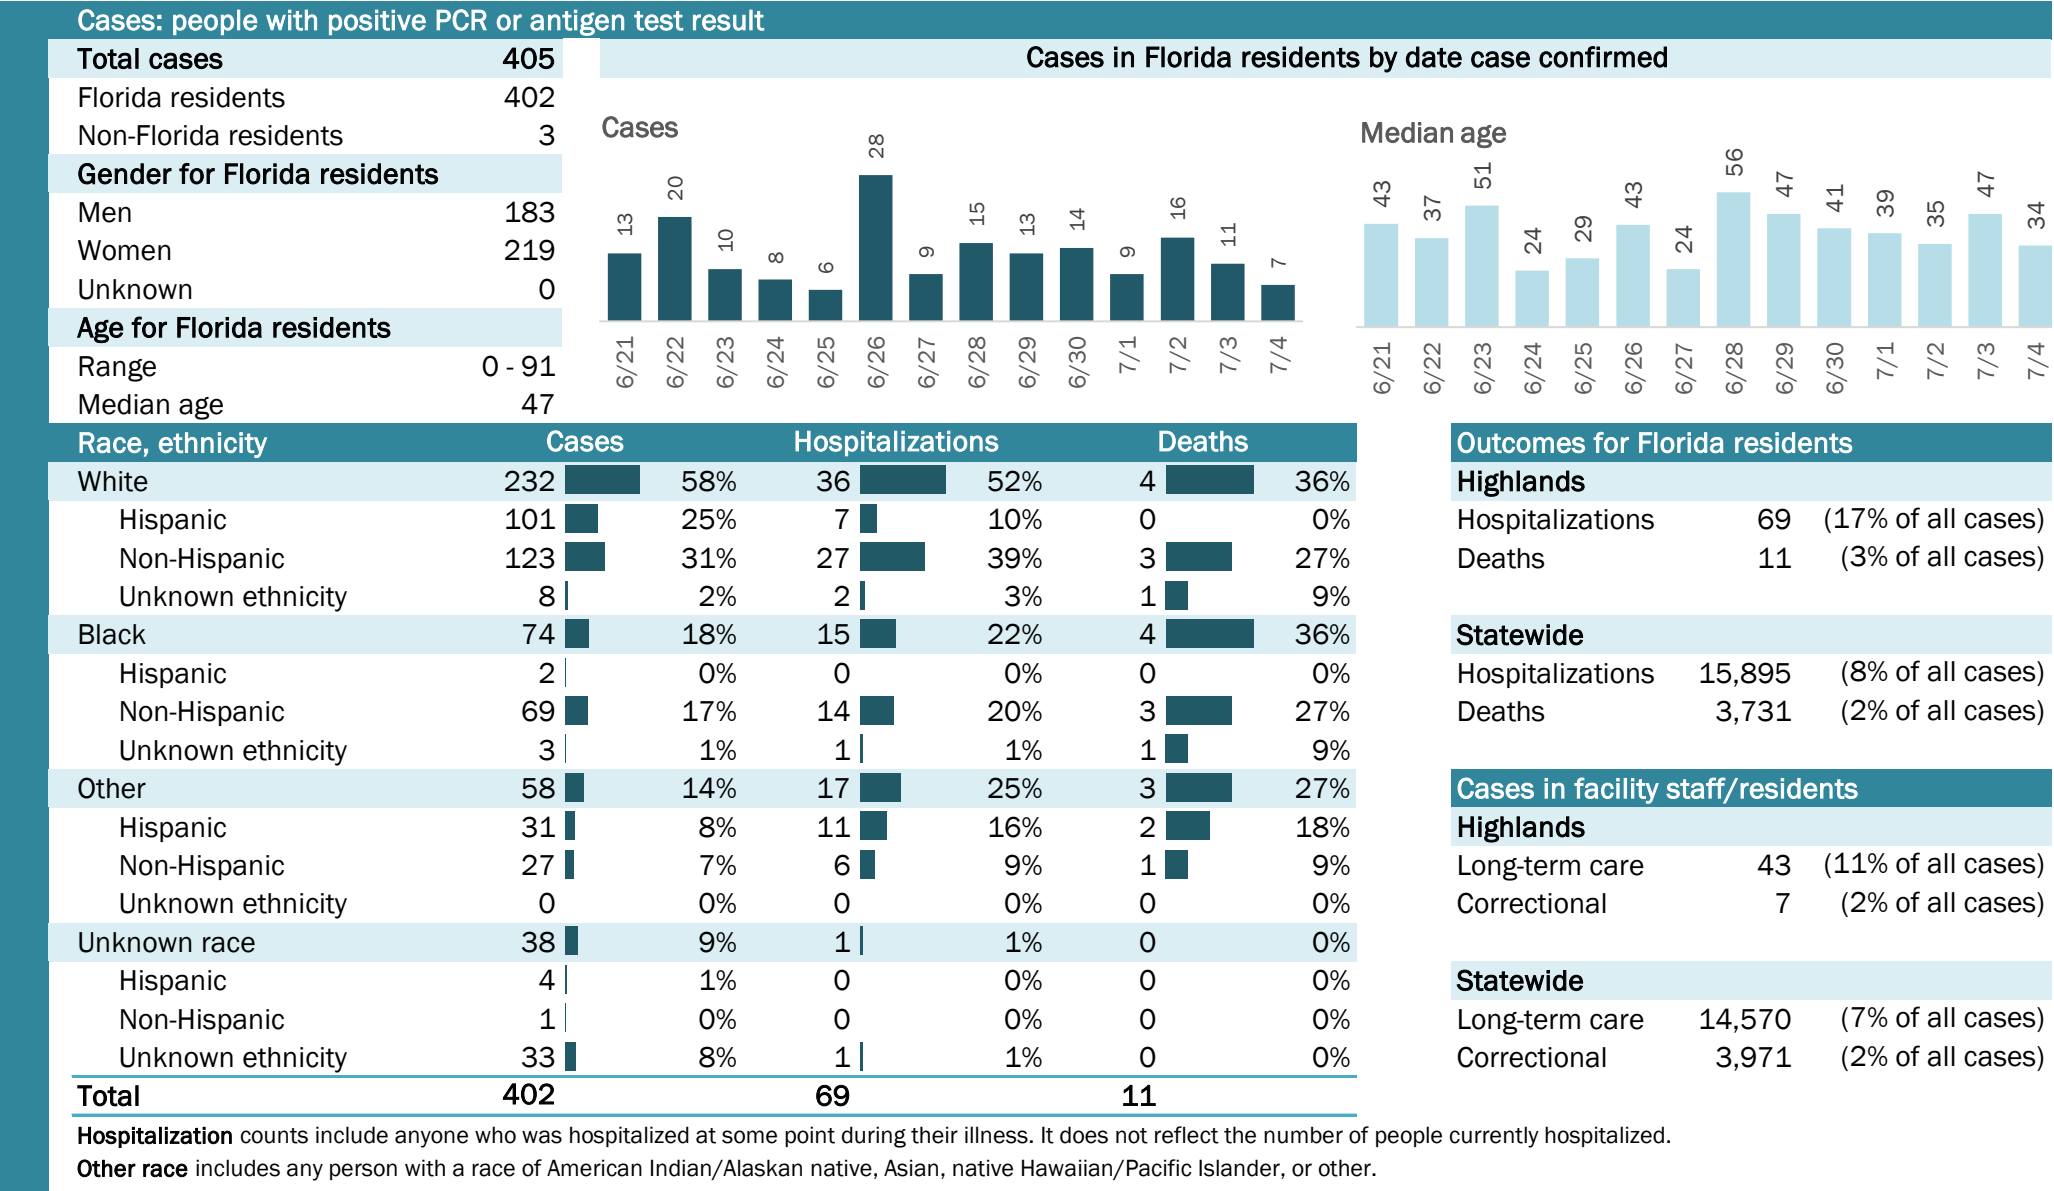 Cases: people with positive PCR or antigen test result
Total cases 405
Florida residents 402
Non-Florida residents 3
Gender for Florida residents
Men 183
Women 219
Unknown 0
Age for Florida residents
Range 0 - 91
Median age 47
Cases in Florida residents by date case confirmed
Cases
13 20 10 8 6 28 9 15 13 14 9 16 11 7
6/21 6/22 6/23 6/24 6/25 6/26 6/27 6/28 6/29 6/30 7/1 7/2 7/3 7/4
Median age
43 37 51 24 29 43 24 56 47 41 39 35 47 34
6/21 6/22 6/23 6/24 6/25 6/26 6/27 6/28 6/29 6/30 7/1 7/2 7/3 7/4
Race, ethnicity Cases Hospitalizations Deaths
White 232 58% 36 52% 4 36%
Hispanic 101 25% 7 10% 0 0%
Non-Hispanic 123 31% 27 39% 3 27%
Unknown ethnicity 8 2% 2 3% 1 9%
Black 74 18% 15 22% 4 36%
Hispanic 2 0% 0 0% 0 0%
Non-Hispanic 69 17% 14 20% 3 27%
Unknown ethnicity 3 1% 1 1% 1 9%
Other 58 14% 17 25% 3 27%
Hispanic 31 8% 11 16% 2 18%
Non-Hispanic 27 7% 6 9% 1 9%
Unknown ethnicity 0 0% 0 0% 0 0%
Unknown race 38 9% 1 1% 0 0%
Hispanic 4 1% 0 0% 0 0%
Non-Hispanic 1 0% 0 0% 0 0%
Unknown ethnicity 33 8% 1 1% 0 0%
Total 402 69 11
Outcomes for Florida residents
Highlands
Hospitalizations 69 (17% of all cases)
Deaths 11 (3% of all cases)
Statewide
Hospitalizations 15,895 (8% of all cases)
Deaths 3,731 (2% of all cases)
Cases in facility staff/residents
Highlands
Long-term care 43 (11% of all cases)
Correctional 7 (2% of all cases)
Statewide
Long-term care 14,570 (7% of all cases)
Correctional 3,971 (2% of all cases)
Hospitalization counts include anyone who was hospitalized at some point during their illness. It does not reflect the number of people currently hospitalized.
Other race includes any person with a race of American Indian/Alaskan native, Asian, native Hawaiian/Pacific Islander, or other.